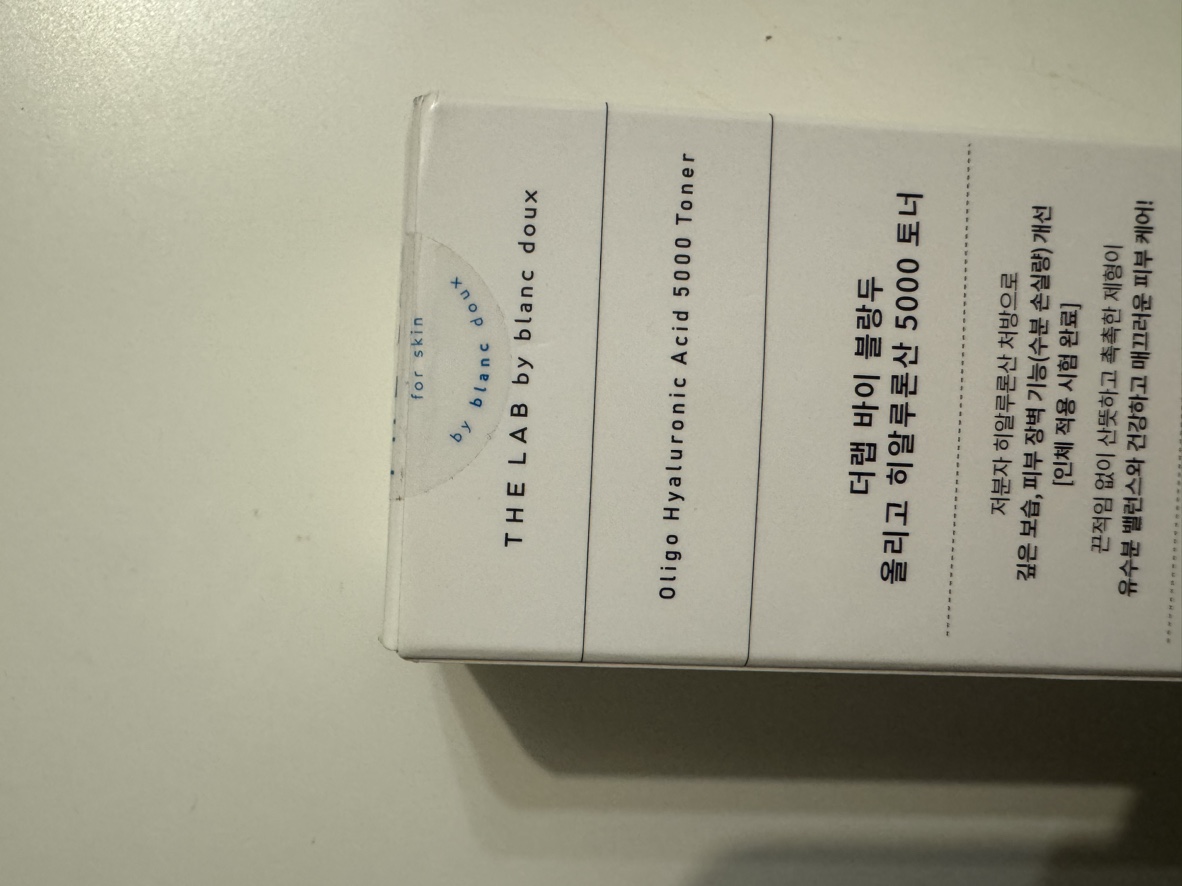 for skin
by blanc doux
THE LAB by blanc doux
Oligo Hyaluronic Acid 5000 Toner
더랩 바이 블랑두
올리고 히알루론산 5000 토너
저분자 히알루론산 처방으로
깊은 보습, 피부 장벽 기능(수분 손실량) 개선
[인체 적용 시험 완료]
끈적임 없이 산뜻하고 촉촉한 제형이
유수분 밸런스와 건강하고 매끄러운 피부 케어!